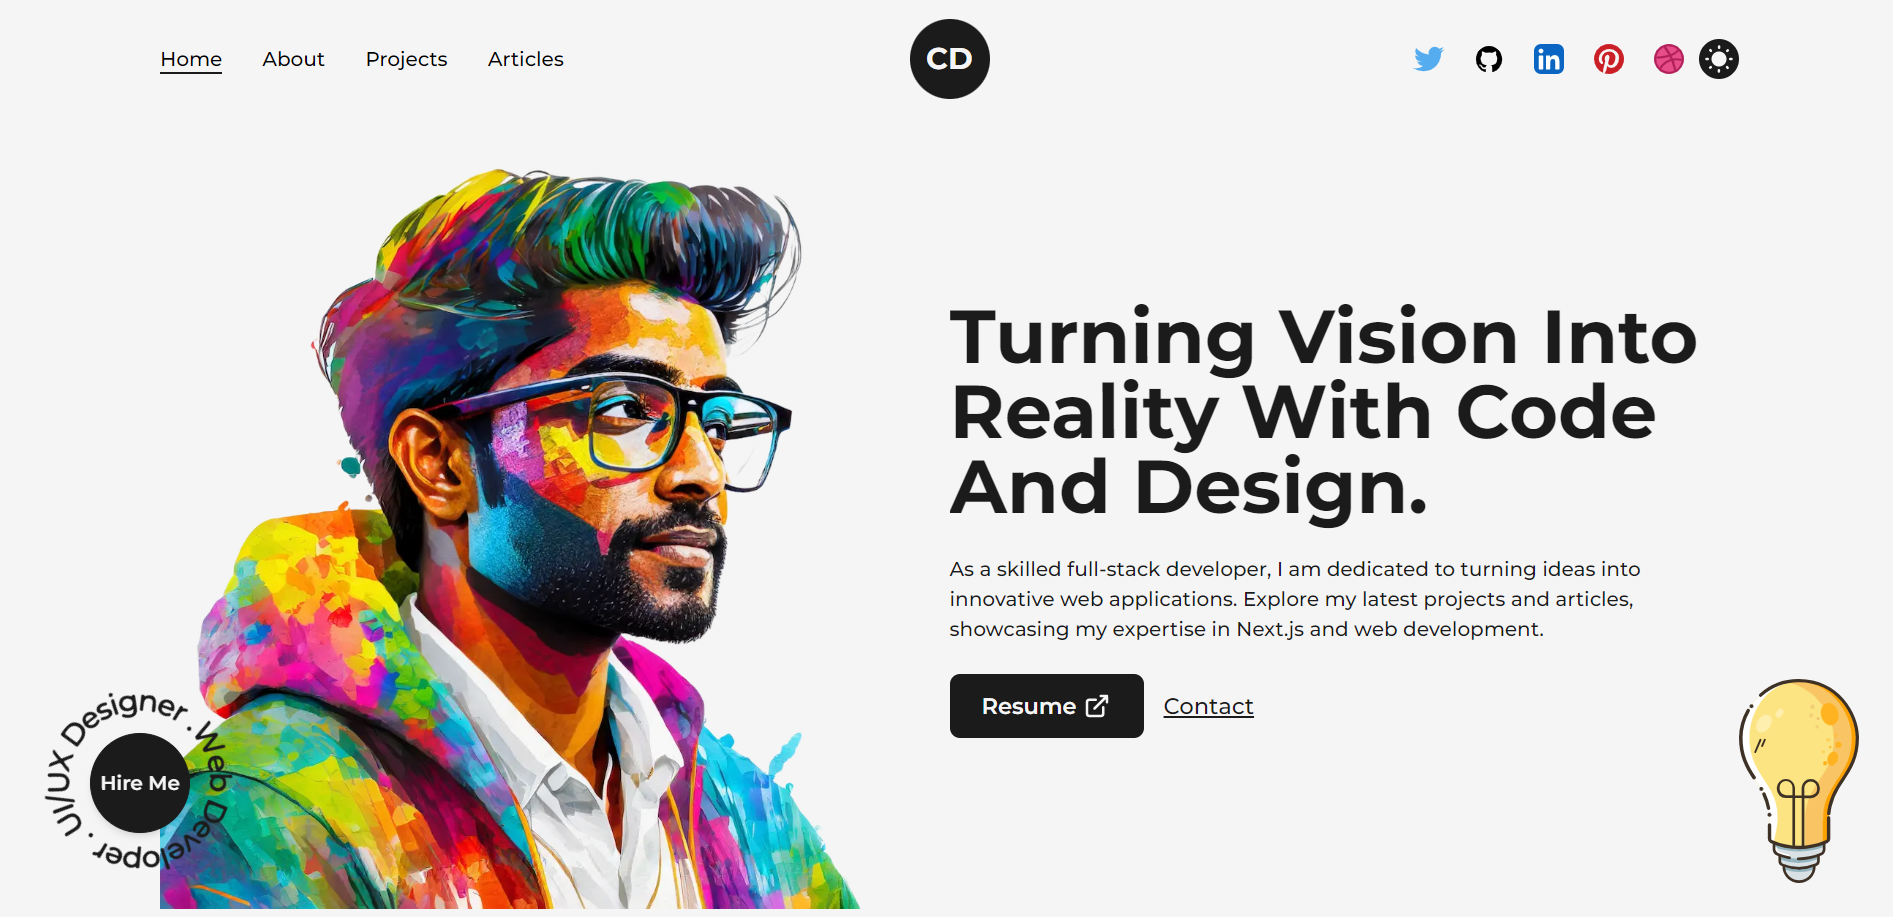 Home About Projects Articles
CD
Turning Vision Into
Reality With Code
And Design.
As a skilled full-stack developer, I am dedicated to turning ideas into
innovative web applications. Explore my latest projects and articles,
showcasing my expertise in Next.js and web development.
Resume Contact
Hire Me
UI/UX Designer . Web Developer .